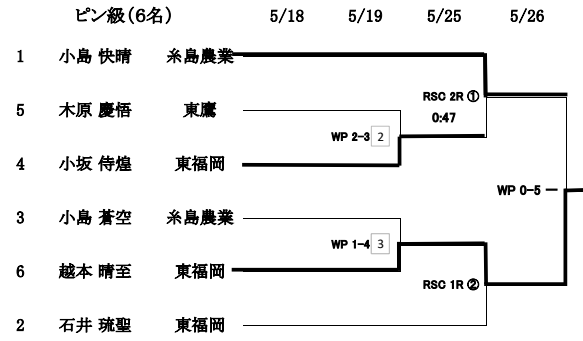 ピン級（6名） 5/18 5/19 5/25 5/26
1 小島 快晴 糸島農業
RSC 2R ①
5 木原 慶悟 東鷹
0:47
WP 2-3 2
4 小坂 侍煌 東福岡
WP 0-5
3 小島 蒼空 糸島農業
WP 1-4 3
6 越本 晴至 東福岡
RSC 1R ②
2 石井 琉聖 東福岡